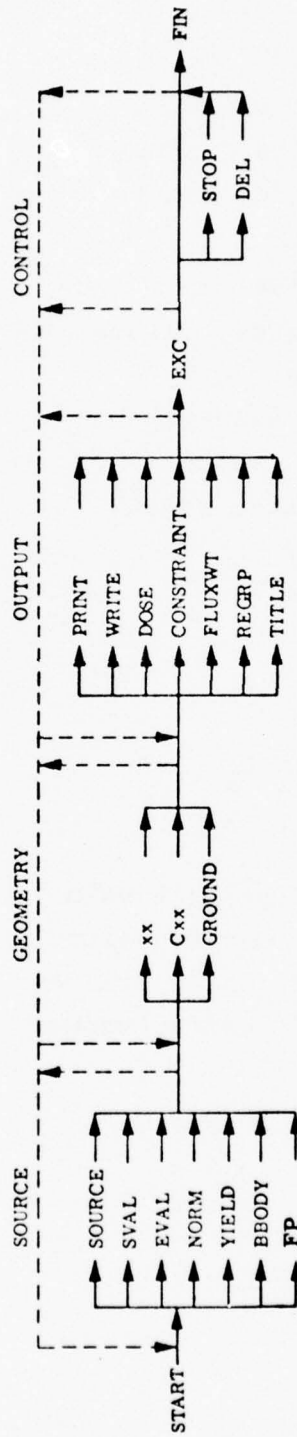 SOURCE GEOMETRY OUTPUT CONTROL
START
SOURCE
SVAL
EVAL
NORM
YIELD
BBODY
FP
xx
Cxx
GROUND
PRINT
WRITE
DOSE
CONSTRAINT
FLUXWT
REGRP
TITLE
EXC
STOP
DEL
FIN